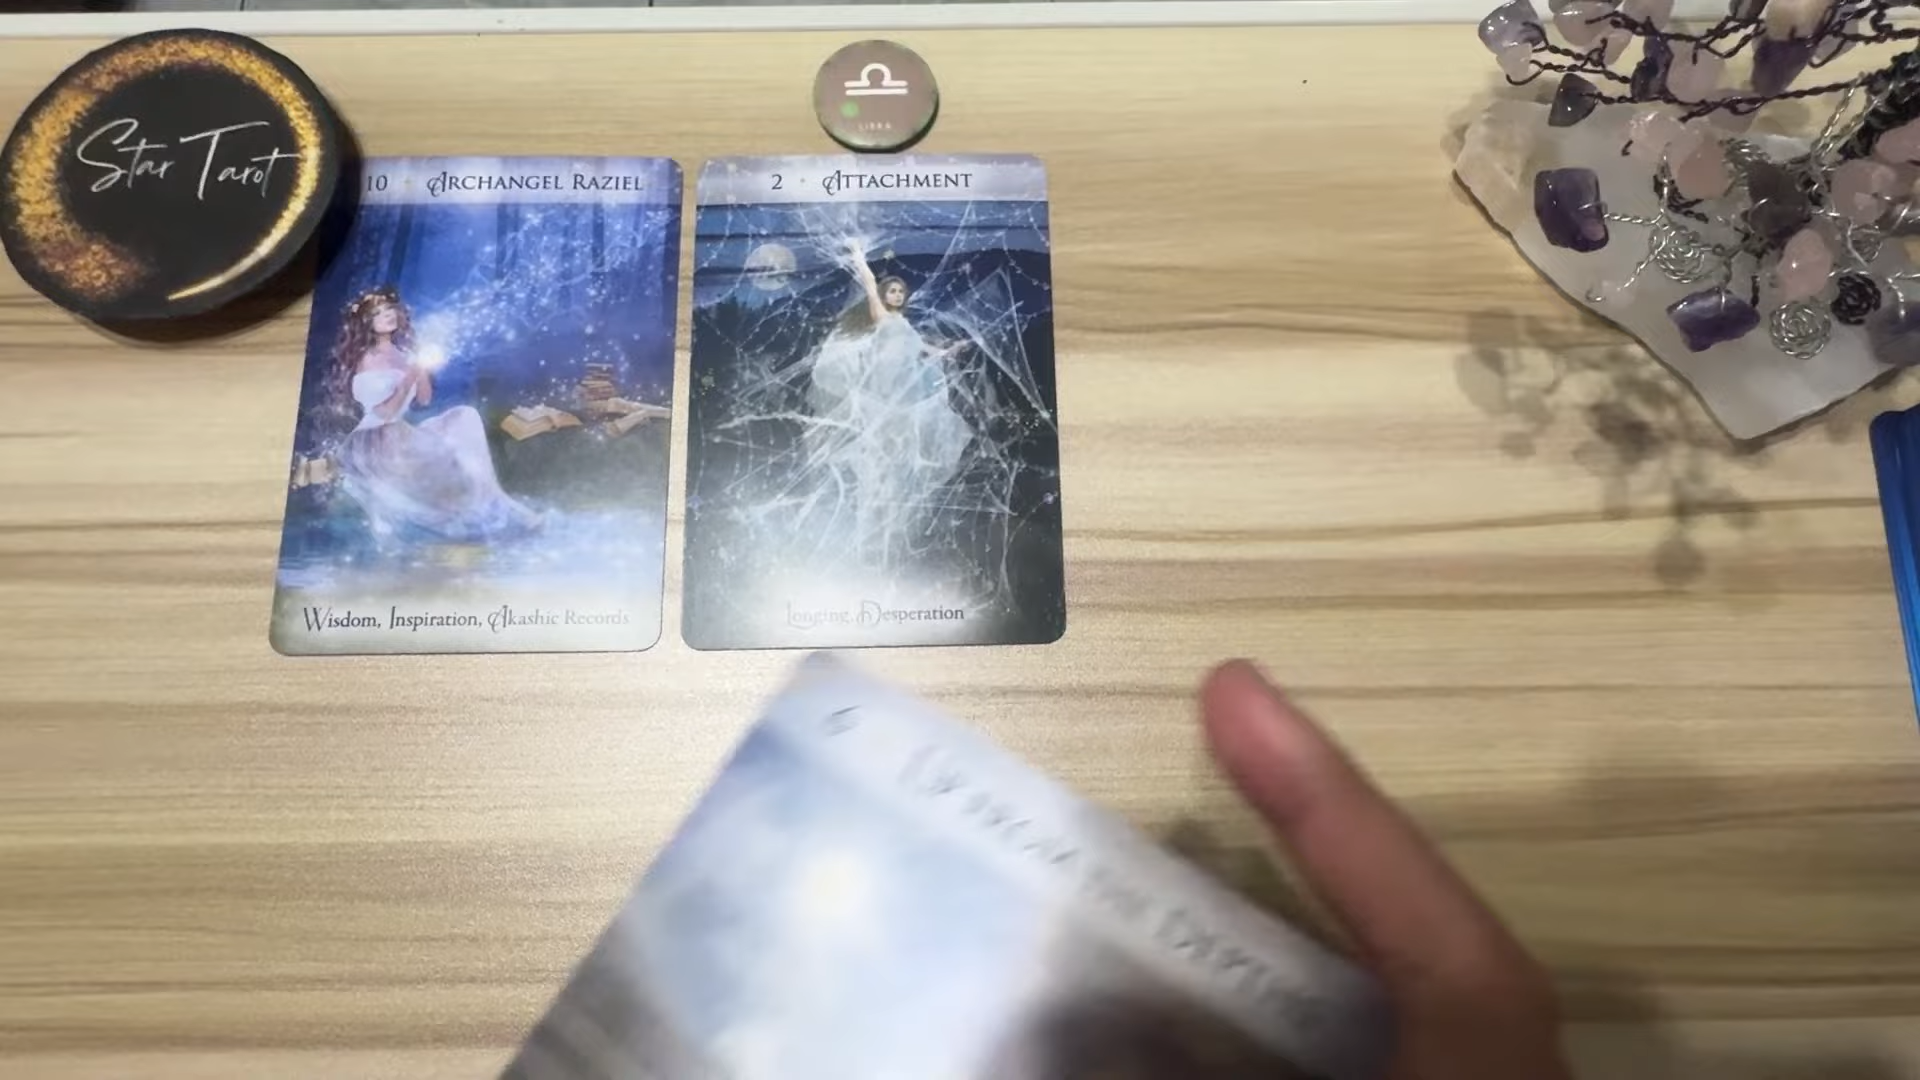 Star Tarot
LIBRA
10 • ARCHANGEL RAZIEL
2 • ATTACHMENT
Wisdom, Inspiration, Akashic Records
Longing, Desperation